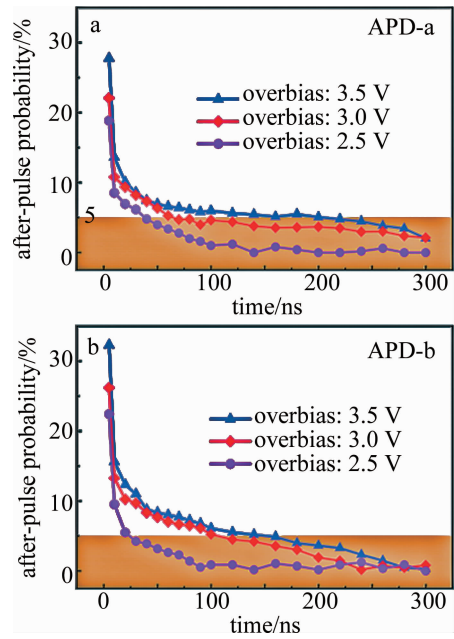 a
APD-a
30
overbias: 3.5 V
overbias: 3.0 V
20
overbias: 2.5 V
10
5
0
after-pulse probability/%
0
100
200
300
time/ns
b
APD-b
30
overbias: 3.5 V
20
overbias: 3.0 V
overbias: 2.5 V
10
0
after-pulse probability/%
0
100
200
300
time/ns